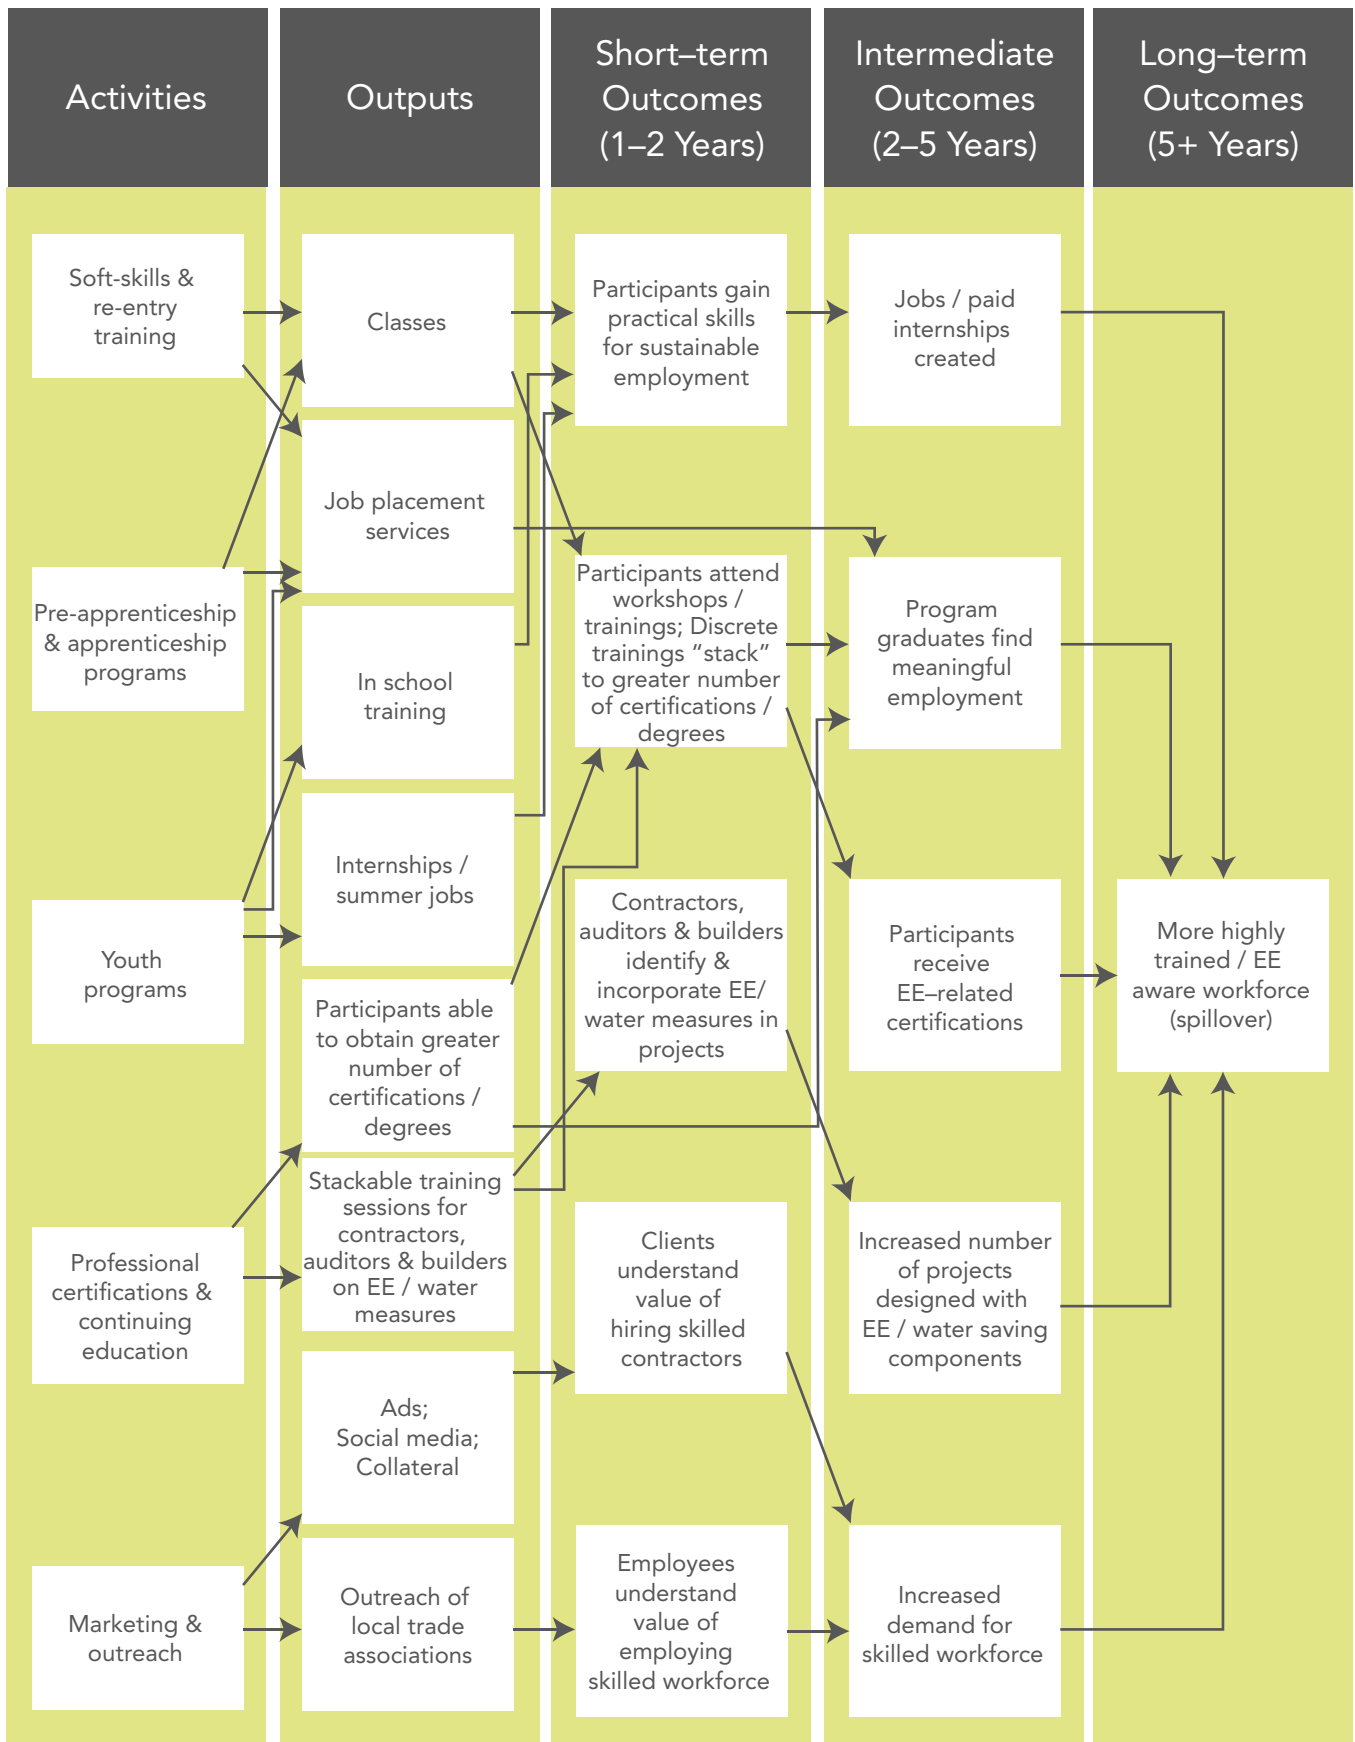 Activities
Outputs
Short–term
Outcomes
(1–2 Years)
Intermediate
Outcomes
(2–5 Years)
Long–term
Outcomes
(5+ Years)
Soft-skills &
re-entry
training
Pre-apprenticeship
& apprenticeship
programs
Youth
programs
Professional
certifications &
continuing
education
Marketing &
outreach
Classes
Job placement
services
In school
training
Internships /
summer jobs
Participants able
to obtain greater
number of
certifications /
degrees
Stackable training
sessions for
contractors,
auditors & builders
on EE / water
measures
Ads;
Social media;
Collateral
Outreach of
local trade
associations
Participants gain
practical skills
for sustainable
employment
Participants attend
workshops /
trainings; Discrete
trainings “stack”
to greater number
of certifications /
degrees
Contractors,
auditors & builders
identify &
incorporate EE/
water measures in
projects
Clients
understand
value of
hiring skilled
contractors
Employees
understand
value of
employing
skilled workforce
Jobs / paid
internships
created
Program
graduates find
meaningful
employment
Participants
receive
EE–related
certifications
Increased number
of projects
designed with
EE / water saving
components
Increased
demand for
skilled workforce
More highly
trained / EE
aware workforce
(spillover)